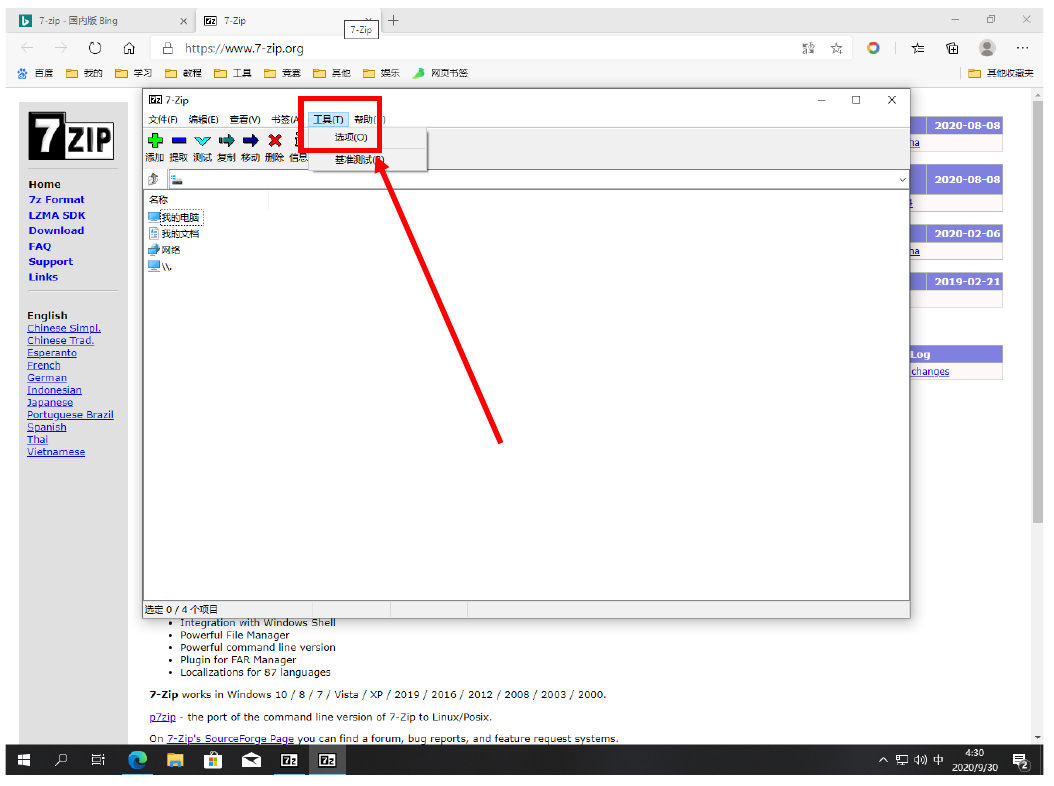 7-zip - 国内版 Bing
7-Zip
7-Zip
https://www.7-zip.org
百度 我的 学习 教程 工具 竞赛 其他 娱乐 网页书签 其他收藏夹
7-Zip
文件(F) 编辑(E) 查看(V) 书签(A 工具(T) 帮助(
选项(O)
添加 提取 测试 复制 移动 删除 信息
名称
我的电脑
我的文档
网络
\\.
选定 0 / 4 个项目
7ZIP
Home
7z Format
LZMA SDK
Download
FAQ
Support
Links
English
Chinese Simpl.
Chinese Trad.
Esperanto
French
German
Indonesian
Japanese
Portuguese Brazil
Spanish
Thai
Vietnamese
2020-08-08
2020-08-08
2020-02-06
2019-02-21
Log
changes
• Integration with Windows Shell
• Powerful File Manager
• Powerful command line version
• Plugin for FAR Manager
• Localizations for 87 languages
7-Zip works in Windows 10 / 8 / 7 / Vista / XP / 2019 / 2016 / 2012 / 2008 / 2003 / 2000.
p7zip - the port of the command line version of 7-Zip to Linux/Posix.
On 7-Zip's SourceForge Page you can find a forum, bug reports, and feature request systems.
中
4:30
2020/9/30
2